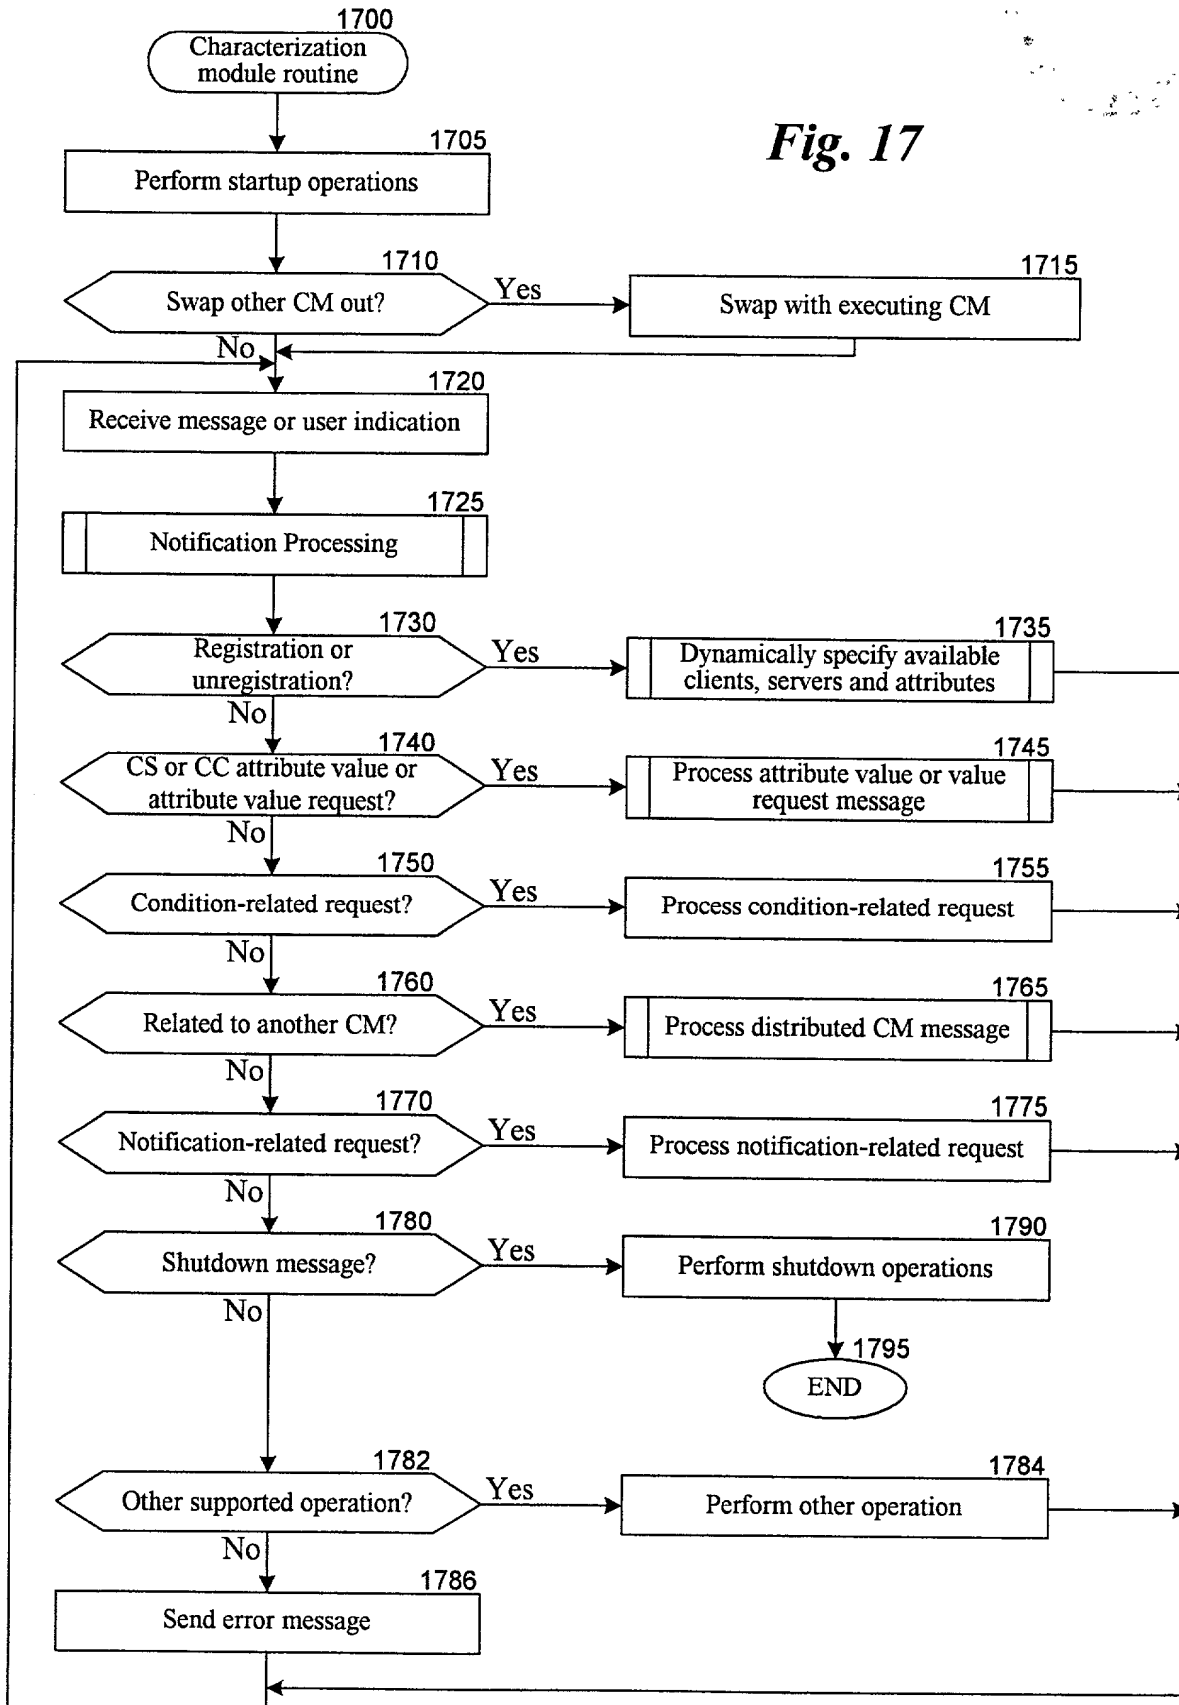 1700
Characterization
module routine
Fig. 17
1705
Perform startup operations
1710
Swap other CM out?
Yes
1715
Swap with executing CM
No
1720
Receive message or user indication
1725
Notification Processing
1730
Registration or
unregistration?
Yes
1735
Dynamically specify available
clients, servers and attributes
No
1740
CS or CC attribute value or
attribute value request?
Yes
1745
Process attribute value or value
request message
No
1750
Condition-related request?
Yes
1755
Process condition-related request
No
1760
Related to another CM?
Yes
1765
Process distributed CM message
No
1770
Notification-related request?
Yes
1775
Process notification-related request
No
1780
Shutdown message?
Yes
1790
Perform shutdown operations
No
1795
END
1782
Other supported operation?
Yes
1784
Perform other operation
No
1786
Send error message